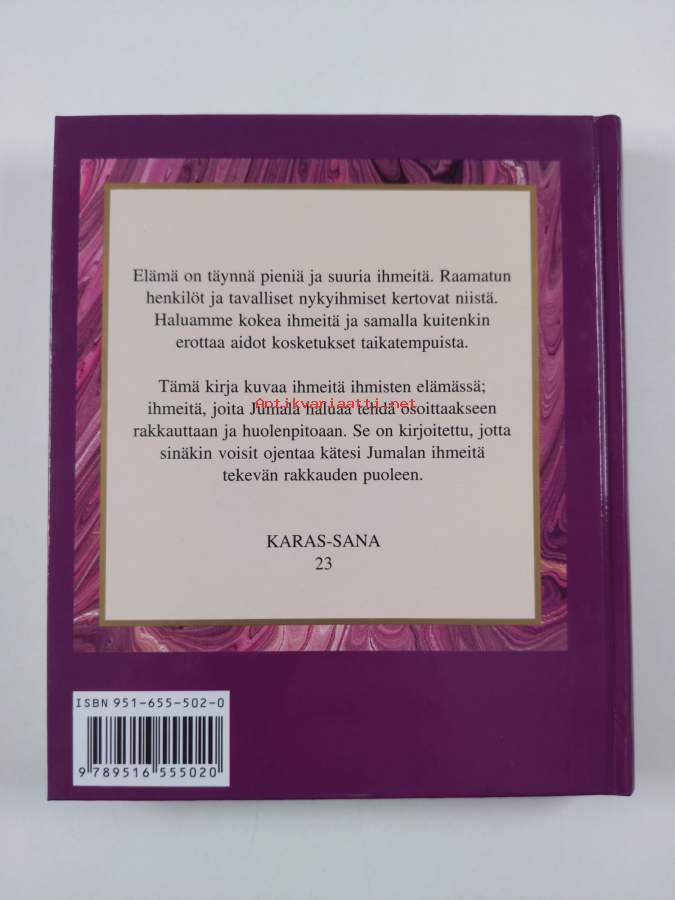 Elämä on täynnä pieniä ja suuria ihmeitä. Raamatun
henkilöt ja tavalliset nykyihmiset kertovat niistä.
Haluamme kokea ihmeitä ja samalla kuitenkin
erottaa aidot kosketukset taikatempuista.
Tämä kirja kuvaa ihmeitä ihmisten elämässä;
Antikvariaatti.net
ihmeitä, joita Jumala haluaa tehdä osoittaakseen
rakkauttaan ja huolenpitoaan. Se on kirjoitettu, jotta
sinäkin voisit ojentaa kätesi Jumalan ihmeitä
tekevän rakkauden puoleen.
KARAS-SANA
23
ISBN 951-655-502-0
9 789516 555020